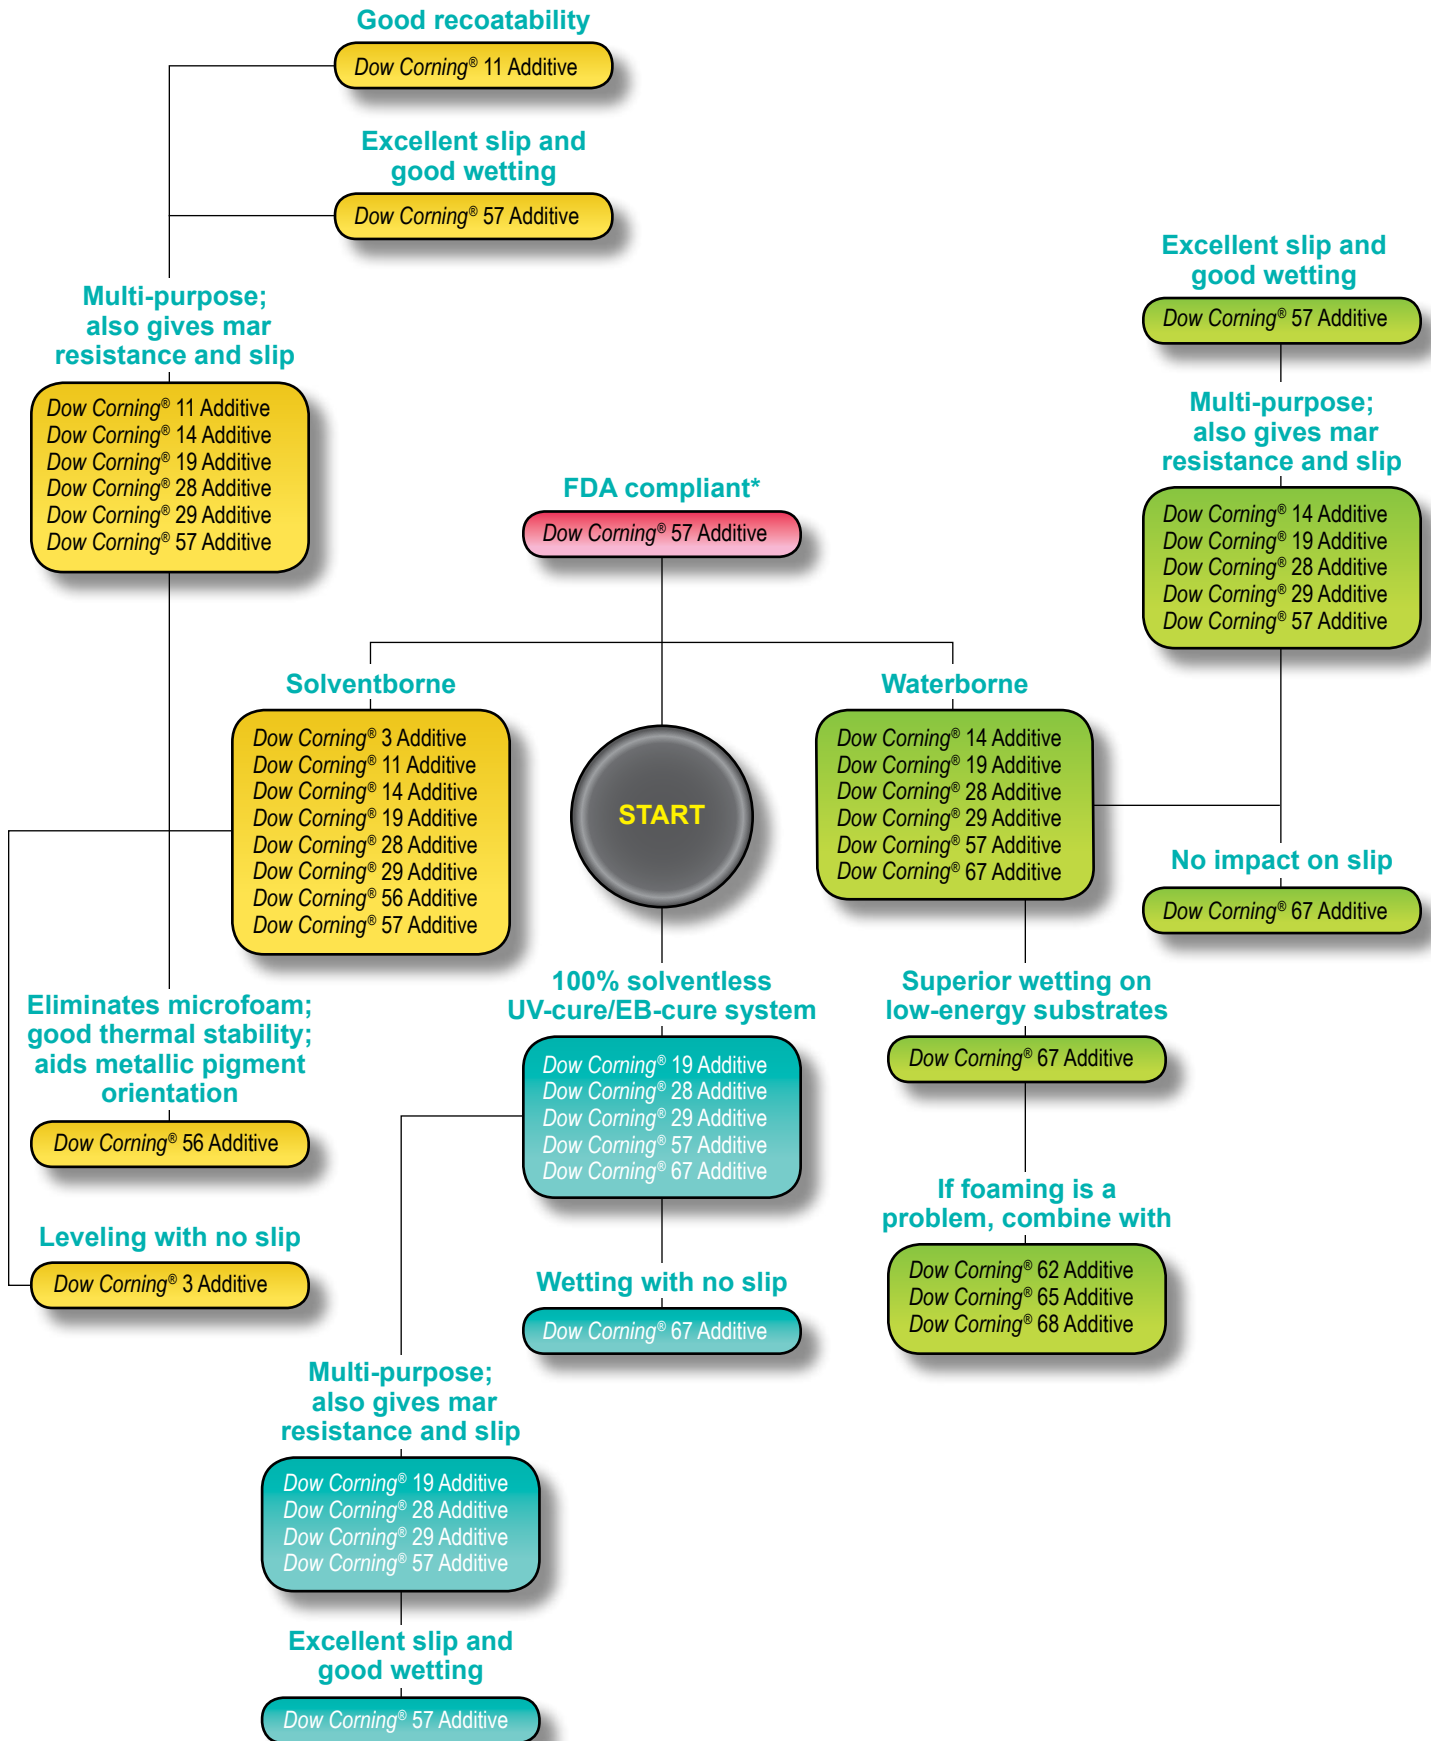 Good recoatability
Dow Corning® 11 Additive
Excellent slip and
good wetting
Dow Corning® 57 Additive
Multi-purpose;
also gives mar
resistance and slip
Dow Corning® 11 Additive
Dow Corning® 14 Additive
Dow Corning® 19 Additive
Dow Corning® 28 Additive
Dow Corning® 29 Additive
Dow Corning® 57 Additive
Excellent slip and
good wetting
Dow Corning® 57 Additive
Multi-purpose;
also gives mar
resistance and slip
Dow Corning® 14 Additive
Dow Corning® 19 Additive
Dow Corning® 28 Additive
Dow Corning® 29 Additive
Dow Corning® 57 Additive
FDA compliant*
Dow Corning® 57 Additive
Solventborne
Dow Corning® 3 Additive
Dow Corning® 11 Additive
Dow Corning® 14 Additive
Dow Corning® 19 Additive
Dow Corning® 28 Additive
Dow Corning® 29 Additive
Dow Corning® 56 Additive
Dow Corning® 57 Additive
START
Waterborne
Dow Corning® 14 Additive
Dow Corning® 19 Additive
Dow Corning® 28 Additive
Dow Corning® 29 Additive
Dow Corning® 57 Additive
Dow Corning® 67 Additive
No impact on slip
Dow Corning® 67 Additive
Eliminates microfoam;
good thermal stability;
aids metallic pigment
orientation
Dow Corning® 56 Additive
Leveling with no slip
Dow Corning® 3 Additive
100% solventless
UV-cure/EB-cure system
Dow Corning® 19 Additive
Dow Corning® 28 Additive
Dow Corning® 29 Additive
Dow Corning® 57 Additive
Dow Corning® 67 Additive
Wetting with no slip
Dow Corning® 67 Additive
Superior wetting on
low-energy substrates
Dow Corning® 67 Additive
If foaming is a
problem, combine with
Dow Corning® 62 Additive
Dow Corning® 65 Additive
Dow Corning® 68 Additive
Multi-purpose;
also gives mar
resistance and slip
Dow Corning® 19 Additive
Dow Corning® 28 Additive
Dow Corning® 29 Additive
Dow Corning® 57 Additive
Excellent slip and
good wetting
Dow Corning® 57 Additive